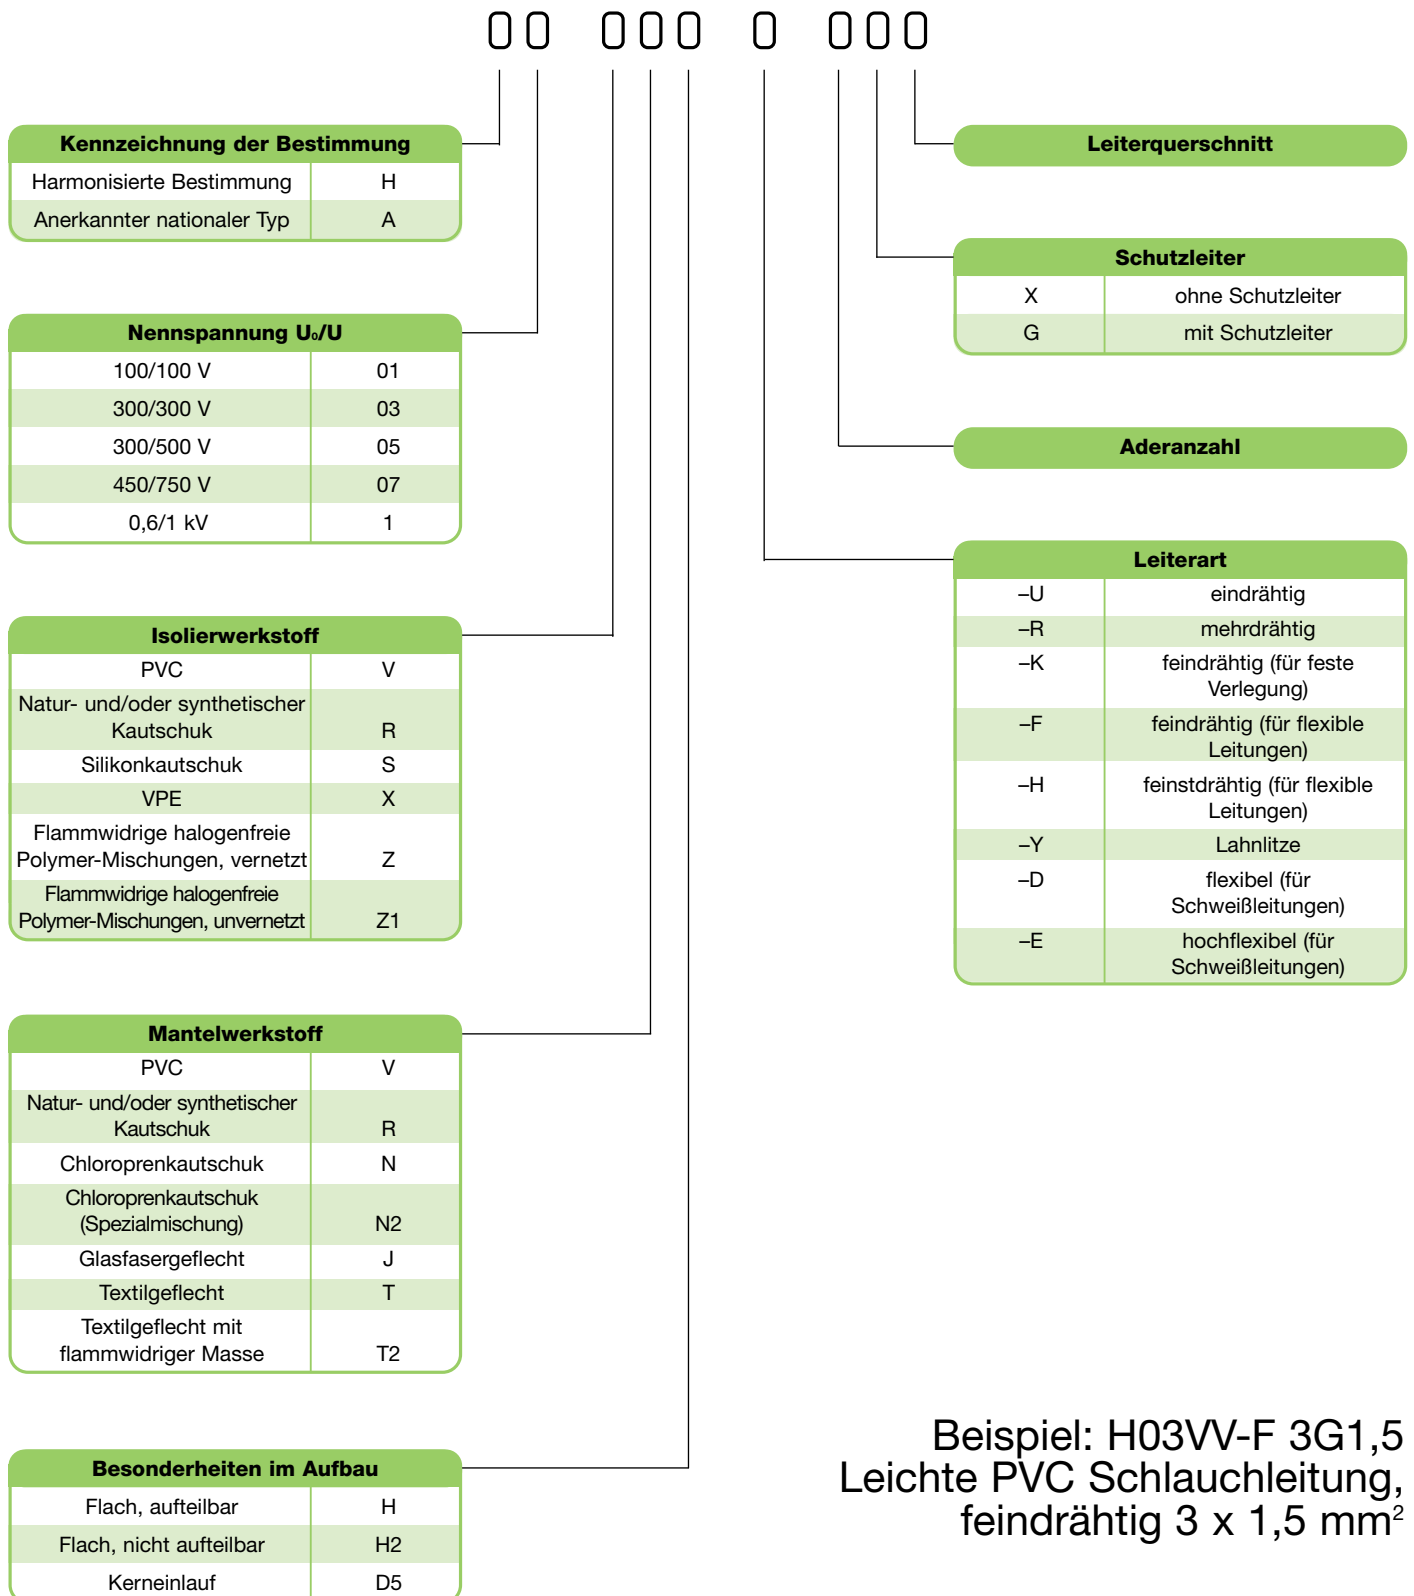 Kennzeichnung der Bestimmung
Harmonisierte Bestimmung H
Anerkannter nationaler Typ A
Nennspannung U₀/U
100/100 V 01
300/300 V 03
300/500 V 05
450/750 V 07
0,6/1 kV 1
Isolierwerkstoff
PVC V
Natur- und/oder synthetischer
Kautschuk R
Silikonkautschuk S
VPE X
Flammwidrige halogenfreie
Polymer-Mischungen, vernetzt Z
Flammwidrige halogenfreie
Polymer-Mischungen, unvernetzt Z1
Mantelwerkstoff
PVC V
Natur- und/oder synthetischer
Kautschuk R
Chloroprenkautschuk N
Chloroprenkautschuk
(Spezialmischung) N2
Glasfasergeflecht J
Textilgeflecht T
Textilgeflecht mit
flammwidriger Masse T2
Besonderheiten im Aufbau
Flach, aufteilbar H
Flach, nicht aufteilbar H2
Kerneinlauf D5
Leiterquerschnitt
Schutzleiter
X ohne Schutzleiter
G mit Schutzleiter
Aderanzahl
Leiterart
–U eindrähtig
–R mehrdrähtig
–K feindrähtig (für feste
Verlegung)
–F feindrähtig (für flexible
Leitungen)
–H feinstdrähtig (für flexible
Leitungen)
–Y Lahnlitze
–D flexibel (für
Schweißleitungen)
–E hochflexibel (für
Schweißleitungen)
Beispiel: H03VV-F 3G1,5
Leichte PVC Schlauchleitung,
feindrähtig 3 x 1,5 mm²